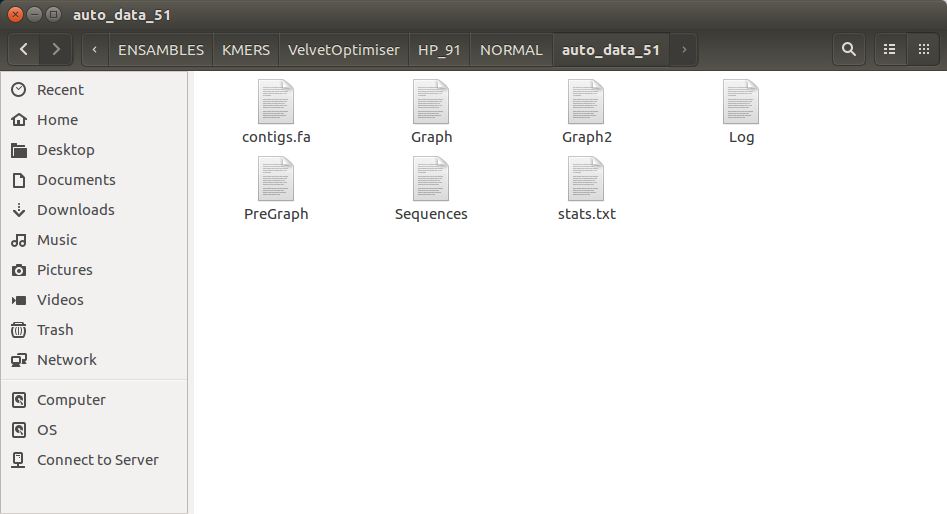 auto_data_51
ENSAMBLES KMERS VelvetOptimiser HP_91 NORMAL auto_data_51
Recent
Home
Desktop
Documents
Downloads
Music
Pictures
Videos
Trash
Network
Computer
OS
Connect to Server
contigs.fa Graph Graph2 Log
PreGraph Sequences stats.txt